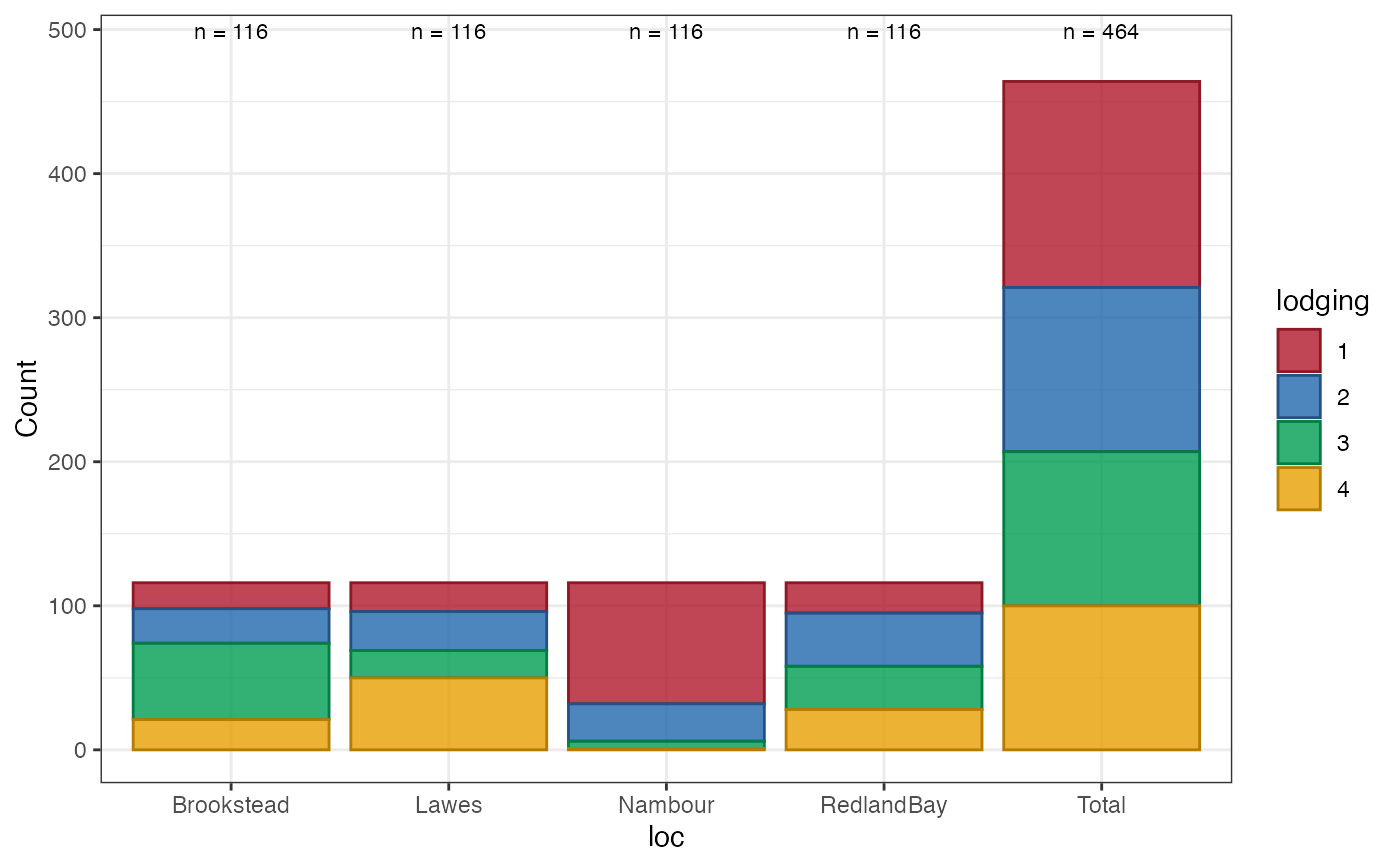 n = 116 n = 116 n = 116 n = 116 n = 464
500
400
300
200
100
0
Count
Brookstead Lawes Nambour RedlandBay Total
loc
lodging
1
2
3
4